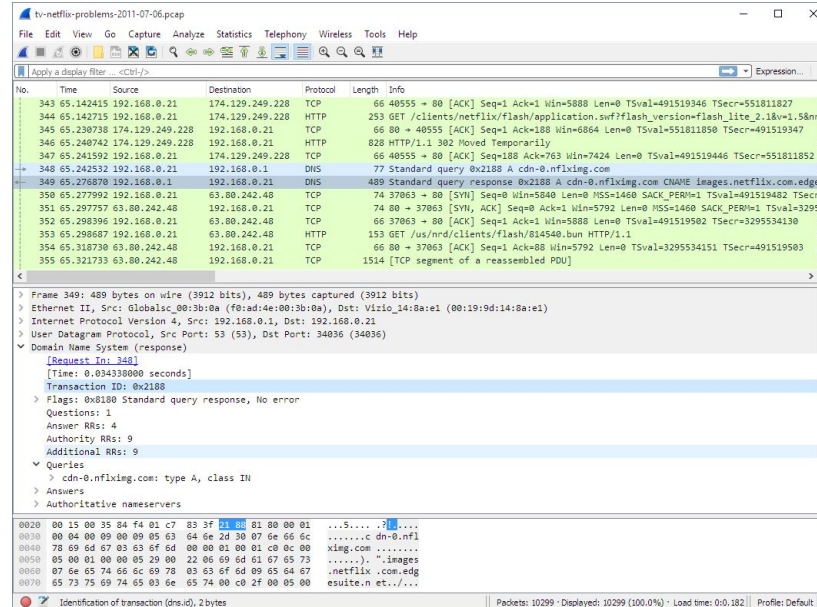 tv-netflix-problems-2011-07-06.pcap
File Edit View Go Capture Analyze Statistics Telephony Wireless Tools Help
Apply a display filter ... <Ctrl-/> Expression...
No. Time Source Destination Protocol Length Info
343 65.142415 192.168.0.21 174.129.249.228 TCP 66 40555 → 80 [ACK] Seq=1 Ack=1 Win=5888 Len=0 TSval=491519346 TSecr=551811827
344 65.142715 192.168.0.21 174.129.249.228 HTTP 253 GET /clients/netflix/flash/application.swf?flash_version=flash_lite_2.1&v=1.5&nr
345 65.230738 174.129.249.228 192.168.0.21 TCP 66 80 → 40555 [ACK] Seq=1 Ack=188 Win=6864 Len=0 TSval=551811850 TSecr=491519347
346 65.240742 174.129.249.228 192.168.0.21 HTTP 828 HTTP/1.1 302 Moved Temporarily
347 65.241592 192.168.0.21 174.129.249.228 TCP 66 40555 → 80 [ACK] Seq=188 Ack=763 Win=7424 Len=0 TSval=491519446 TSecr=551811852
348 65.242532 192.168.0.21 192.168.0.1 DNS 77 Standard query 0x2188 A cdn-0.nflximg.com
349 65.276870 192.168.0.1 192.168.0.21 DNS 489 Standard query response 0x2188 A cdn-0.nflximg.com CNAME images.netflix.com.edge
350 65.277992 192.168.0.21 63.80.242.48 TCP 74 37063 → 80 [SYN] Seq=0 Win=5840 Len=0 MSS=1460 SACK_PERM=1 TSval=491519482 TSecr
351 65.297757 63.80.242.48 192.168.0.21 TCP 74 80 → 37063 [SYN, ACK] Seq=0 Ack=1 Win=5792 Len=0 MSS=1460 SACK_PERM=1 TSval=3295
352 65.298396 192.168.0.21 63.80.242.48 TCP 66 37063 → 80 [ACK] Seq=1 Ack=1 Win=5888 Len=0 TSval=491519502 TSecr=3295534130
353 65.298687 192.168.0.21 63.80.242.48 HTTP 153 GET /us/nrd/clients/flash/814540.bun HTTP/1.1
354 65.318730 63.80.242.48 192.168.0.21 TCP 66 80 → 37063 [ACK] Seq=1 Ack=88 Win=5792 Len=0 TSval=3295534151 TSecr=491519503
355 65.321733 63.80.242.48 192.168.0.21 TCP 1514 [TCP segment of a reassembled PDU]
Frame 349: 489 bytes on wire (3912 bits), 489 bytes captured (3912 bits)
Ethernet II, Src: Globalsc_00:3b:0a (f0:ad:4e:00:3b:0a), Dst: Vizio_14:8a:e1 (00:19:9d:14:8a:e1)
Internet Protocol Version 4, Src: 192.168.0.1, Dst: 192.168.0.21
User Datagram Protocol, Src Port: 53 (53), Dst Port: 34036 (34036)
Domain Name System (response)
[Request In: 348]
[Time: 0.034338000 seconds]
Transaction ID: 0x2188
Flags: 0x8180 Standard query response, No error
Questions: 1
Answer RRs: 4
Authority RRs: 9
Additional RRs: 9
Queries
cdn-0.nflximg.com: type A, class IN
Answers
Authoritative nameservers
0020 00 15 00 35 84 f4 01 c7 83 3f 21 88 81 80 00 01 ...5.... .?!.....
0030 00 04 00 09 00 09 05 63 64 6e 2d 30 07 6e 66 6c .......c dn-0.nfl
0040 78 69 6d 67 03 63 6f 6d 00 00 01 00 01 c0 0c 00 ximg.com ........
0050 05 00 01 00 00 05 29 00 22 06 69 6d 61 67 65 73 ......). ".images
0060 07 6e 65 74 66 6c 69 78 03 63 6f 6d 09 65 64 67 .netflix .com.edg
0070 65 73 75 69 74 65 03 6e 65 74 00 c0 2f 00 05 00 esuite.n et../...
Identification of transaction (dns.id), 2 bytes Packets: 10299 · Displayed: 10299 (100.0%) · Load time: 0:0.182 Profile: Default